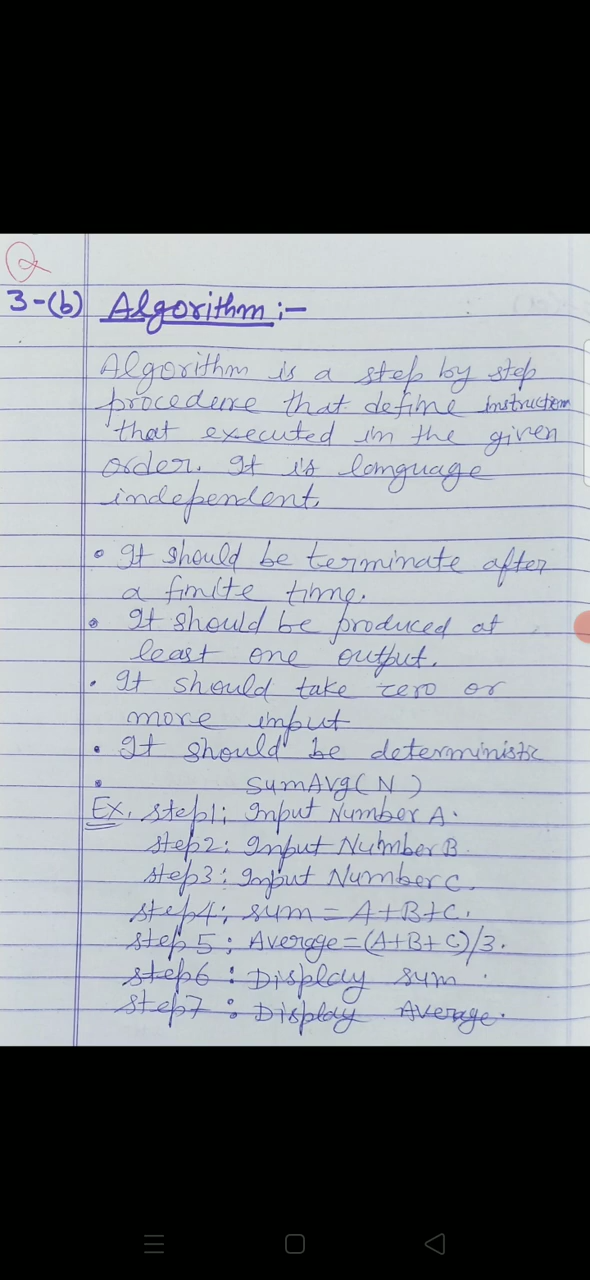 Q
3-(b) Algorithm :-
Algorithm is a step by step
procedure that define instruction
that executed in the given
order. It is language
independent.
• It should be terminate after
a finite time.
• It should be produced at
least one output.
• It should take zero or
more input
• It should be deterministic
• SumAvg(N)
Ex. Step1: Input Number A.
Step2: Input Number B.
Step3: Input Number C.
Step4: Sum = A+B+C.
Step5: Average=(A+B+C)/3.
Step6: Display sum.
Step7: Display Average.